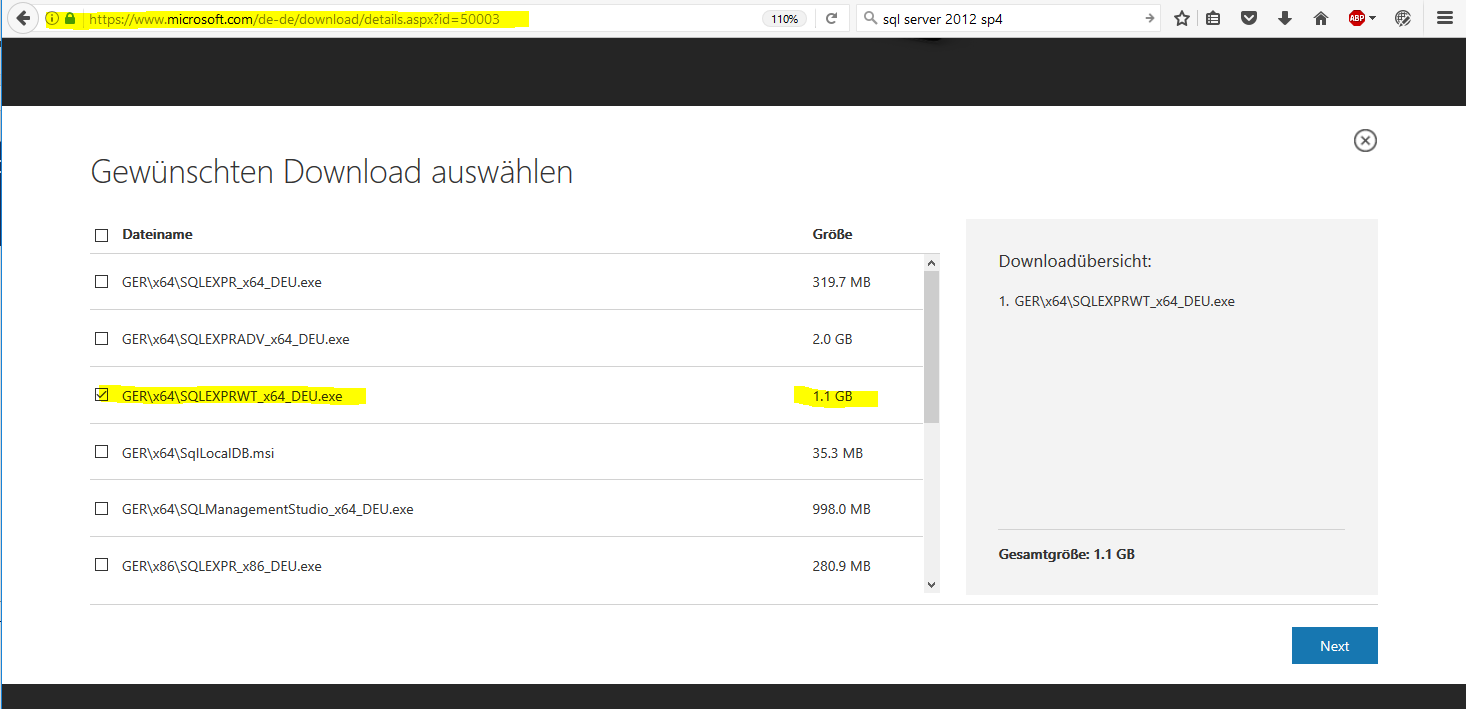 https://www.microsoft.com/de-de/download/details.aspx?id=50003 110% sql server 2012 sp4 ABP
Gewünschten Download auswählen
Dateiname Größe
GER\x64\SQLEXPR_x64_DEU.exe 319.7 MB
GER\x64\SQLEXPRADV_x64_DEU.exe 2.0 GB
GER\x64\SQLEXPRWT_x64_DEU.exe 1.1 GB
GER\x64\SqlLocalDB.msi 35.3 MB
GER\x64\SQLManagementStudio_x64_DEU.exe 998.0 MB
GER\x86\SQLEXPR_x86_DEU.exe 280.9 MB
Downloadübersicht:
1. GER\x64\SQLEXPRWT_x64_DEU.exe
Gesamtgröße: 1.1 GB
Next